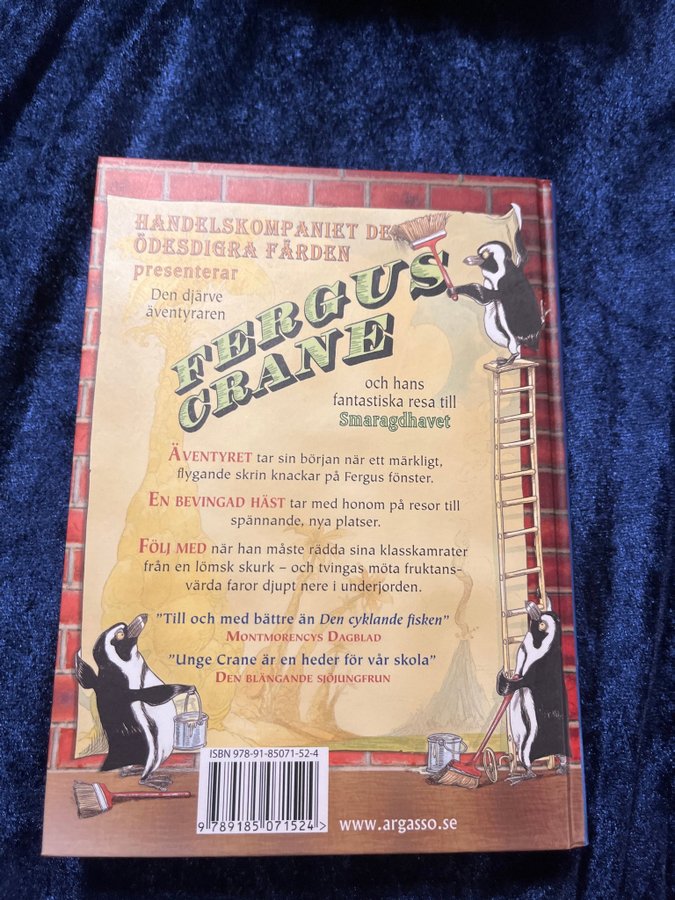 HANDELSKOMPANIET DE
ÖDESDIGRA FÄRDEN
presenterar
Den djärve
äventyraren
FERGUS
CRANE
och hans
fantastiska resa till
Smaragdhavet
ÄVENTYRET tar sin början när ett märkligt,
flygande skrin knackar på Fergus fönster.
EN BEVINGAD HÄST tar med honom på resor till
spännande, nya platser.
FÖLJ MED när han måste rädda sina klasskamrater
från en lömsk skurk – och tvingas möta fruktans-
värda faror djupt nere i underjorden.
”Till och med bättre än Den cyklande fisken”
MONTMORENCYS DAGBLAD
”Unge Crane är en heder för vår skola”
DEN BLÄNGANDE SJÖJUNGFRUN
ISBN 978-91-85071-52-4
9 789185 071524 >
www.argasso.se